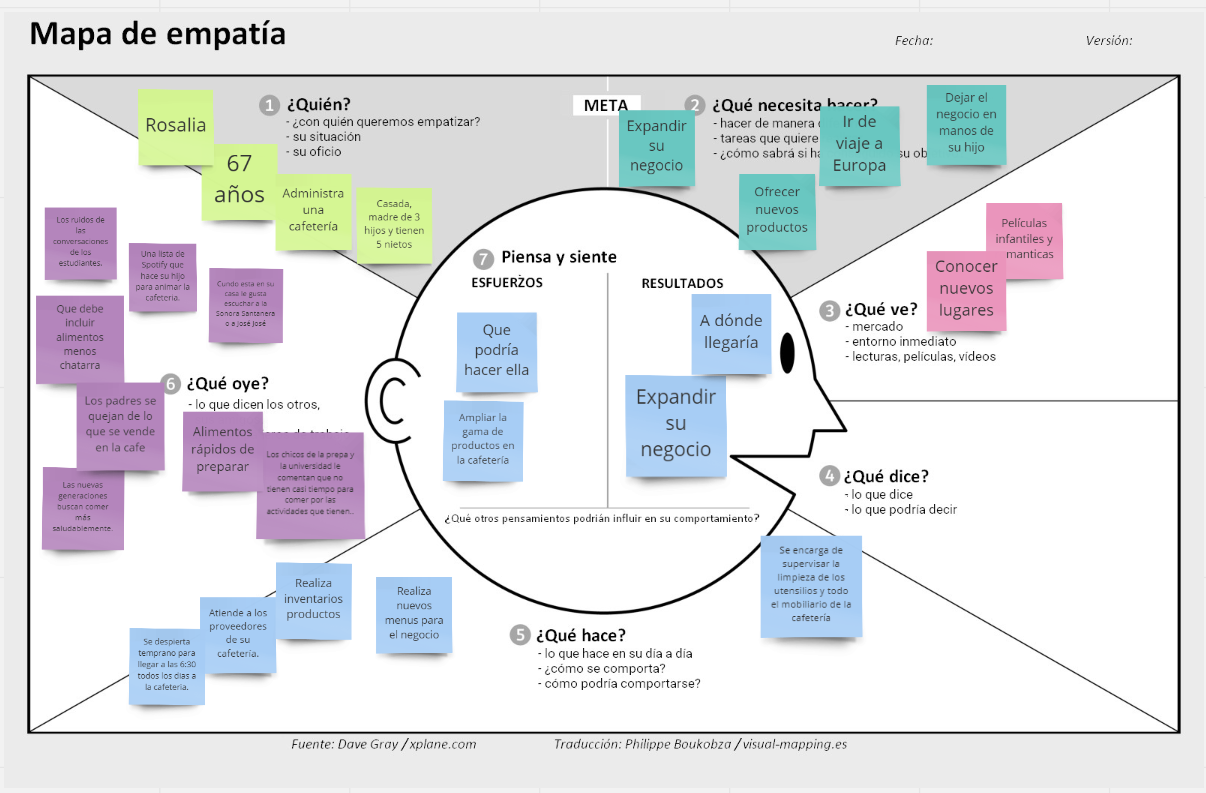 Mapa de empatía
Fecha:
Versión:
1 ¿Quién?
- ¿con quién queremos empatizar?
- su situación
- su oficio
Rosalia
67
años
Administra
una
cafetería
Casada,
madre de 3
hijos y tienen
5 nietos
META
2 ¿Qué necesita hacer?
- hacer de manera
- tareas que quiere
- ¿cómo sabrá si
su ob
Expandir
su
negocio
Ir de
viaje a
Europa
Dejar el
negocio en
manos de
su hijo
Ofrecer
nuevos
productos
Películas
infantiles y
manticas
Conocer
nuevos
lugares
3 ¿Qué ve?
- mercado
- entorno inmediato
- lecturas, películas, vídeos
4 ¿Qué dice?
- lo que dice
- lo que podría decir
Se encarga de
supervisar la
limpieza de los
utensilios y todo
el mobiliario de la
cafetería
5 ¿Qué hace?
- lo que hace en su día a día
- ¿cómo se comporta?
- cómo podría comportarse?
Realiza
nuevos
menus para
el negocio
Realiza
inventarios
productos
Atiende a los
proveedores
de su
cafetería.
Se despierta
temprano para
llegar a las 6:30
todos los dias a
la cafeteria.
6 ¿Qué oye?
- lo que dicen los otros,
Los ruidos de
las
conversaciones
de los
estudiantes.
Una lista de
Spotify que
hace su hijo
para animar la
cafeteria.
Cundo esta en su
casa le gusta
escuchar a la
Sonora Santanera
o a José José
Que debe
incluir
alimentos
menos
chatarra
Los padres se
quejan de lo
que se vende
en la cafe
Alimentos
rápidos de
preparar
Los chicos de la prepa y
la universidad le
comentan que no
tienen casi tiempo para
comer por las
actividades que tienen..
Las nuevas
generaciones
buscan comer
más
saludablemente.
7 Piensa y siente
ESFUERZOS
RESULTADOS
Que
podría
hacer ella
Ampliar la
gama de
productos en
la cafetería
A dónde
llegaría
Expandir
su
negocio
¿Qué otros pensamientos podrián influir en su comportamiento?
Fuente: Dave Gray / xplane.com
Traducción: Philippe Boukobza / visual-mapping.es